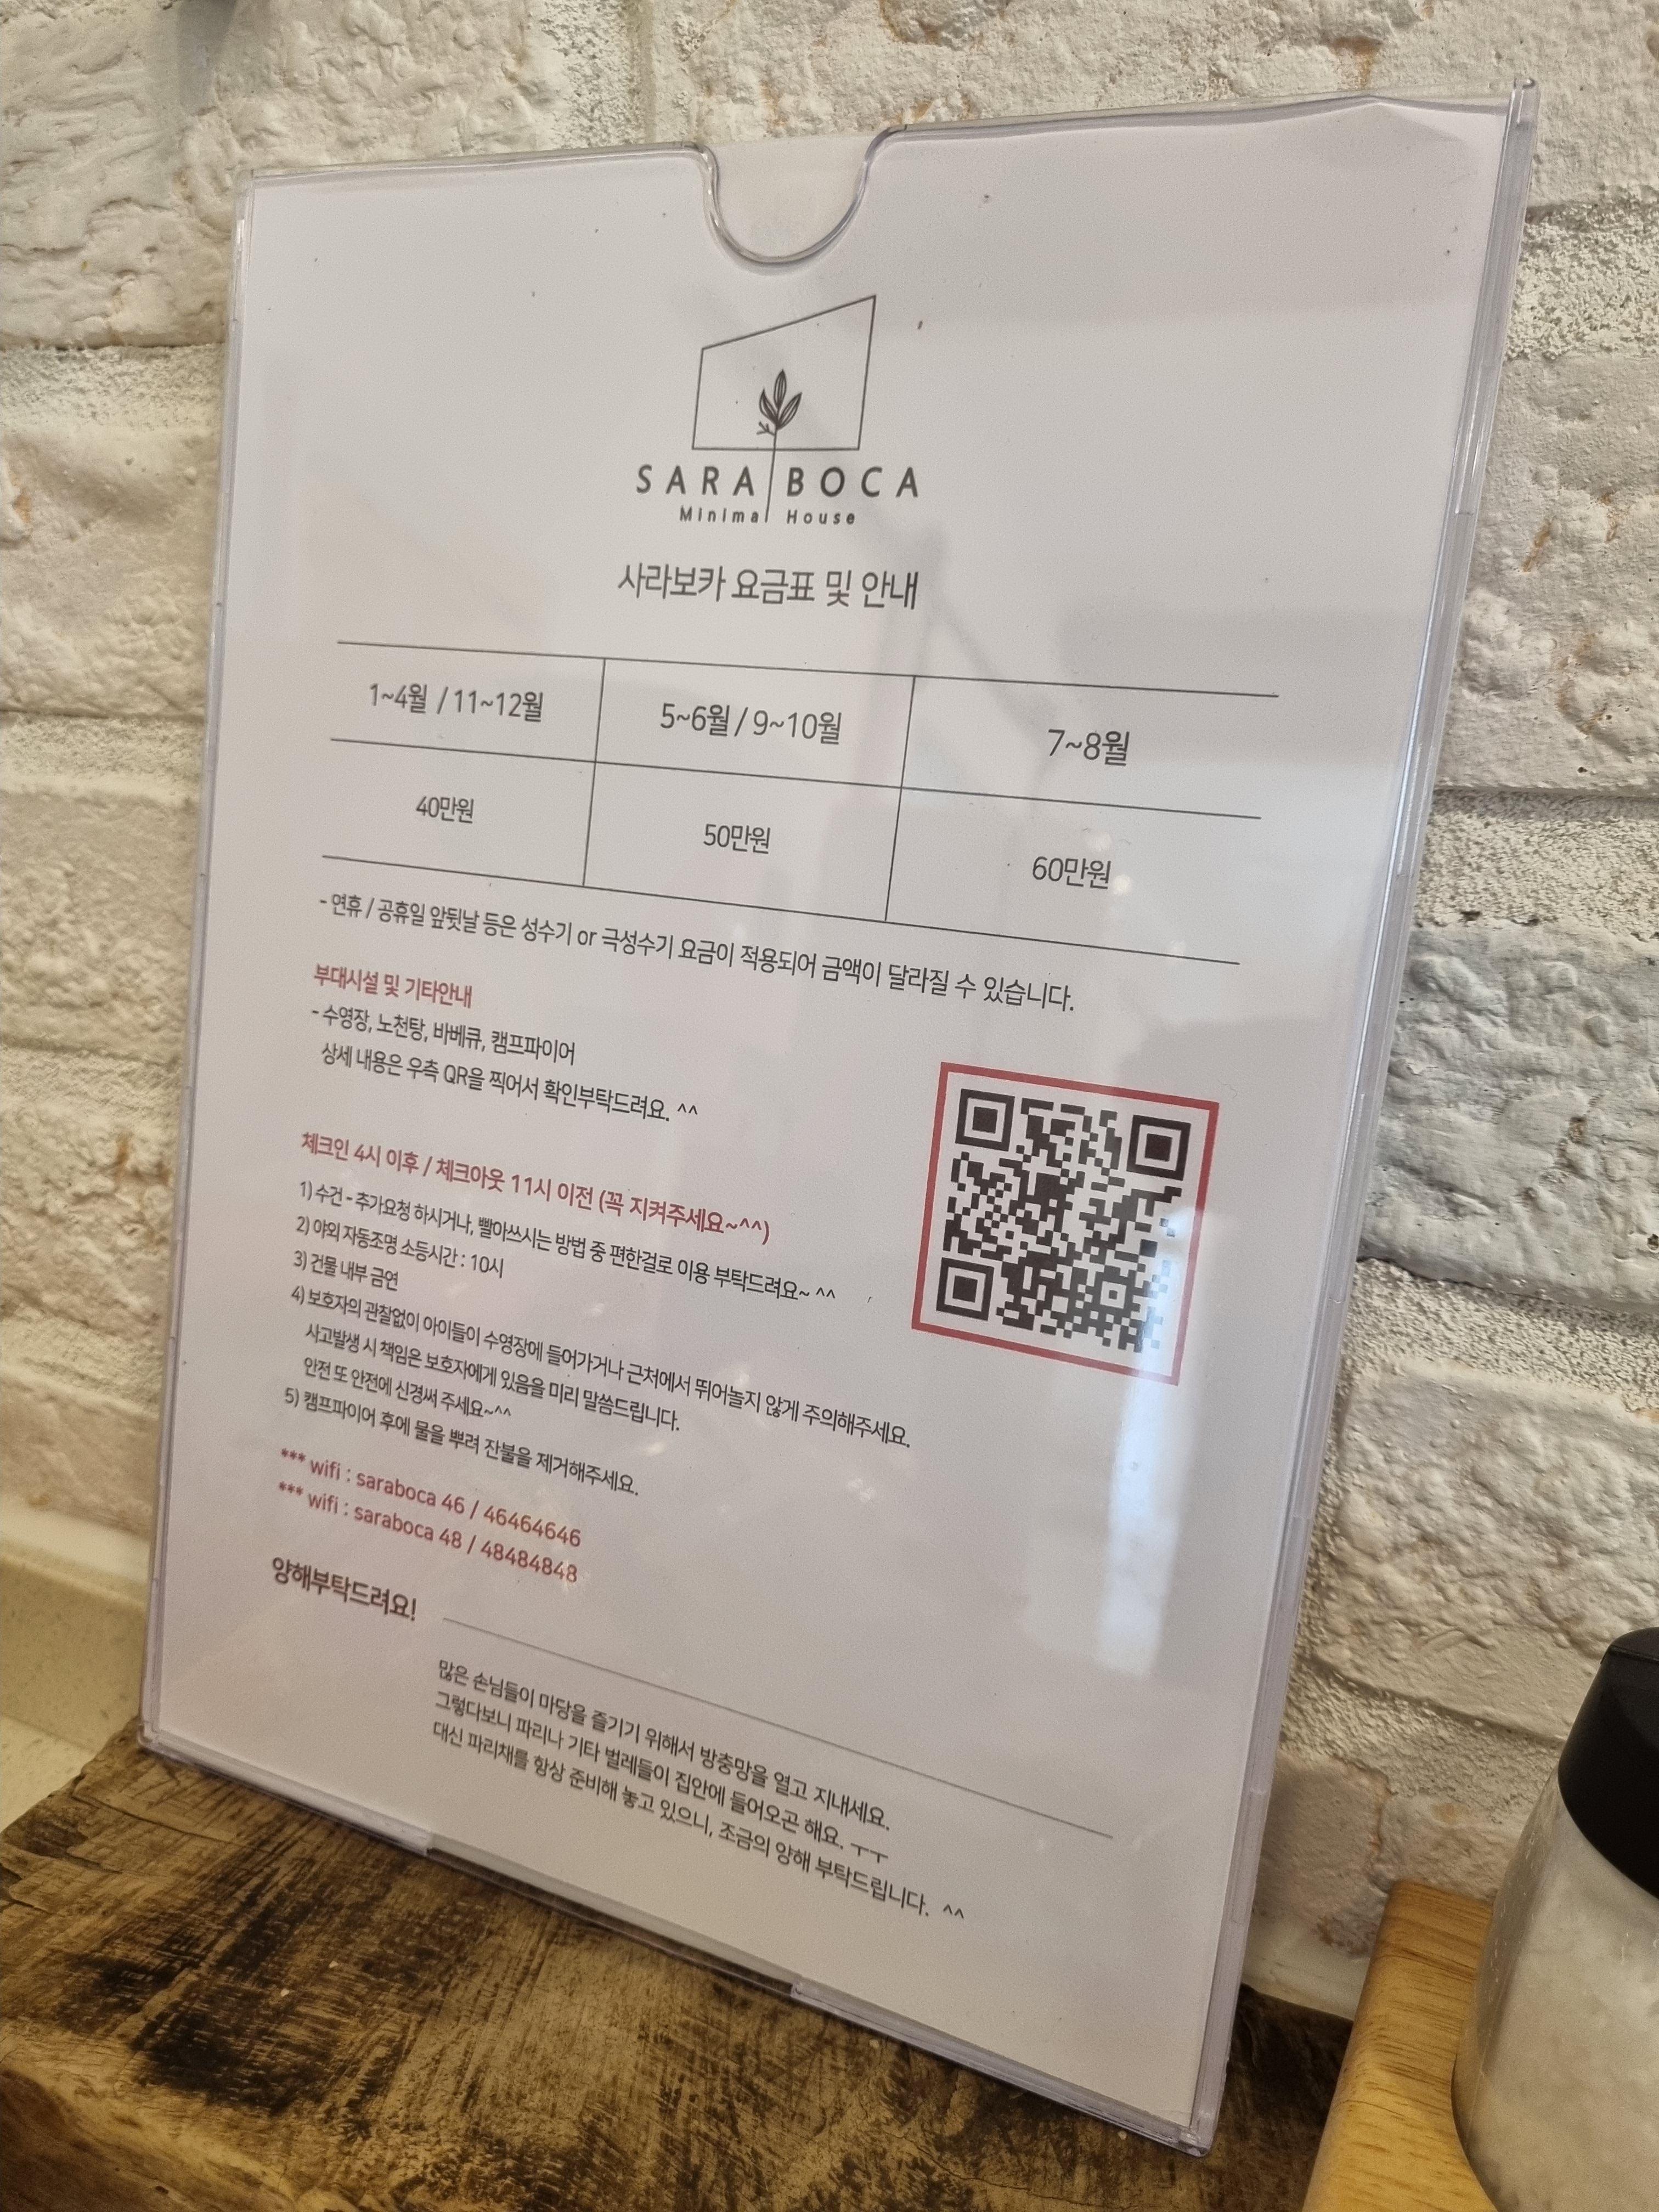 SARA BOCA
Minimal House
사라보카 요금표 및 안내
1~4월 / 11~12월 5~6월 / 9~10월 7~8월
40만원 50만원 60만원
- 연휴 / 공휴일 앞뒷날 등은 성수기 or 극성수기 요금이 적용되어 금액이 달라질 수 있습니다.
부대시설 및 기타안내
- 수영장, 노천탕, 바베큐, 캠프파이어
상세 내용은 우측 QR을 찍어서 확인부탁드려요. ^^
체크인 4시 이후 / 체크아웃 11시 이전 (꼭 지켜주세요~^^)
1) 수건 - 추가요청 하시거나, 빨아쓰시는 방법 중 편한걸로 이용 부탁드려요~ ^^
2) 야외 자동조명 소등시간 : 10시
3) 건물 내부 금연
4) 보호자의 관찰없이 아이들이 수영장에 들어가거나 근처에서 뛰어놀지 않게 주의해주세요.
사고발생 시 책임은 보호자에게 있음을 미리 말씀드립니다.
안전 또 안전에 신경써 주세요~^^
5) 캠프파이어 후에 물을 뿌려 잔불을 제거해주세요.
*** wifi : saraboca 46 / 46464646
*** wifi : saraboca 48 / 48484848
양해부탁드려요!
많은 손님들이 마당을 즐기기 위해서 방충망을 열고 지내세요.
그렇다보니 파리나 기타 벌레들이 집안에 들어오곤 해요. ㅜㅜ
대신 파리채를 항상 준비해 놓고 있으니, 조금의 양해 부탁드립니다. ^^